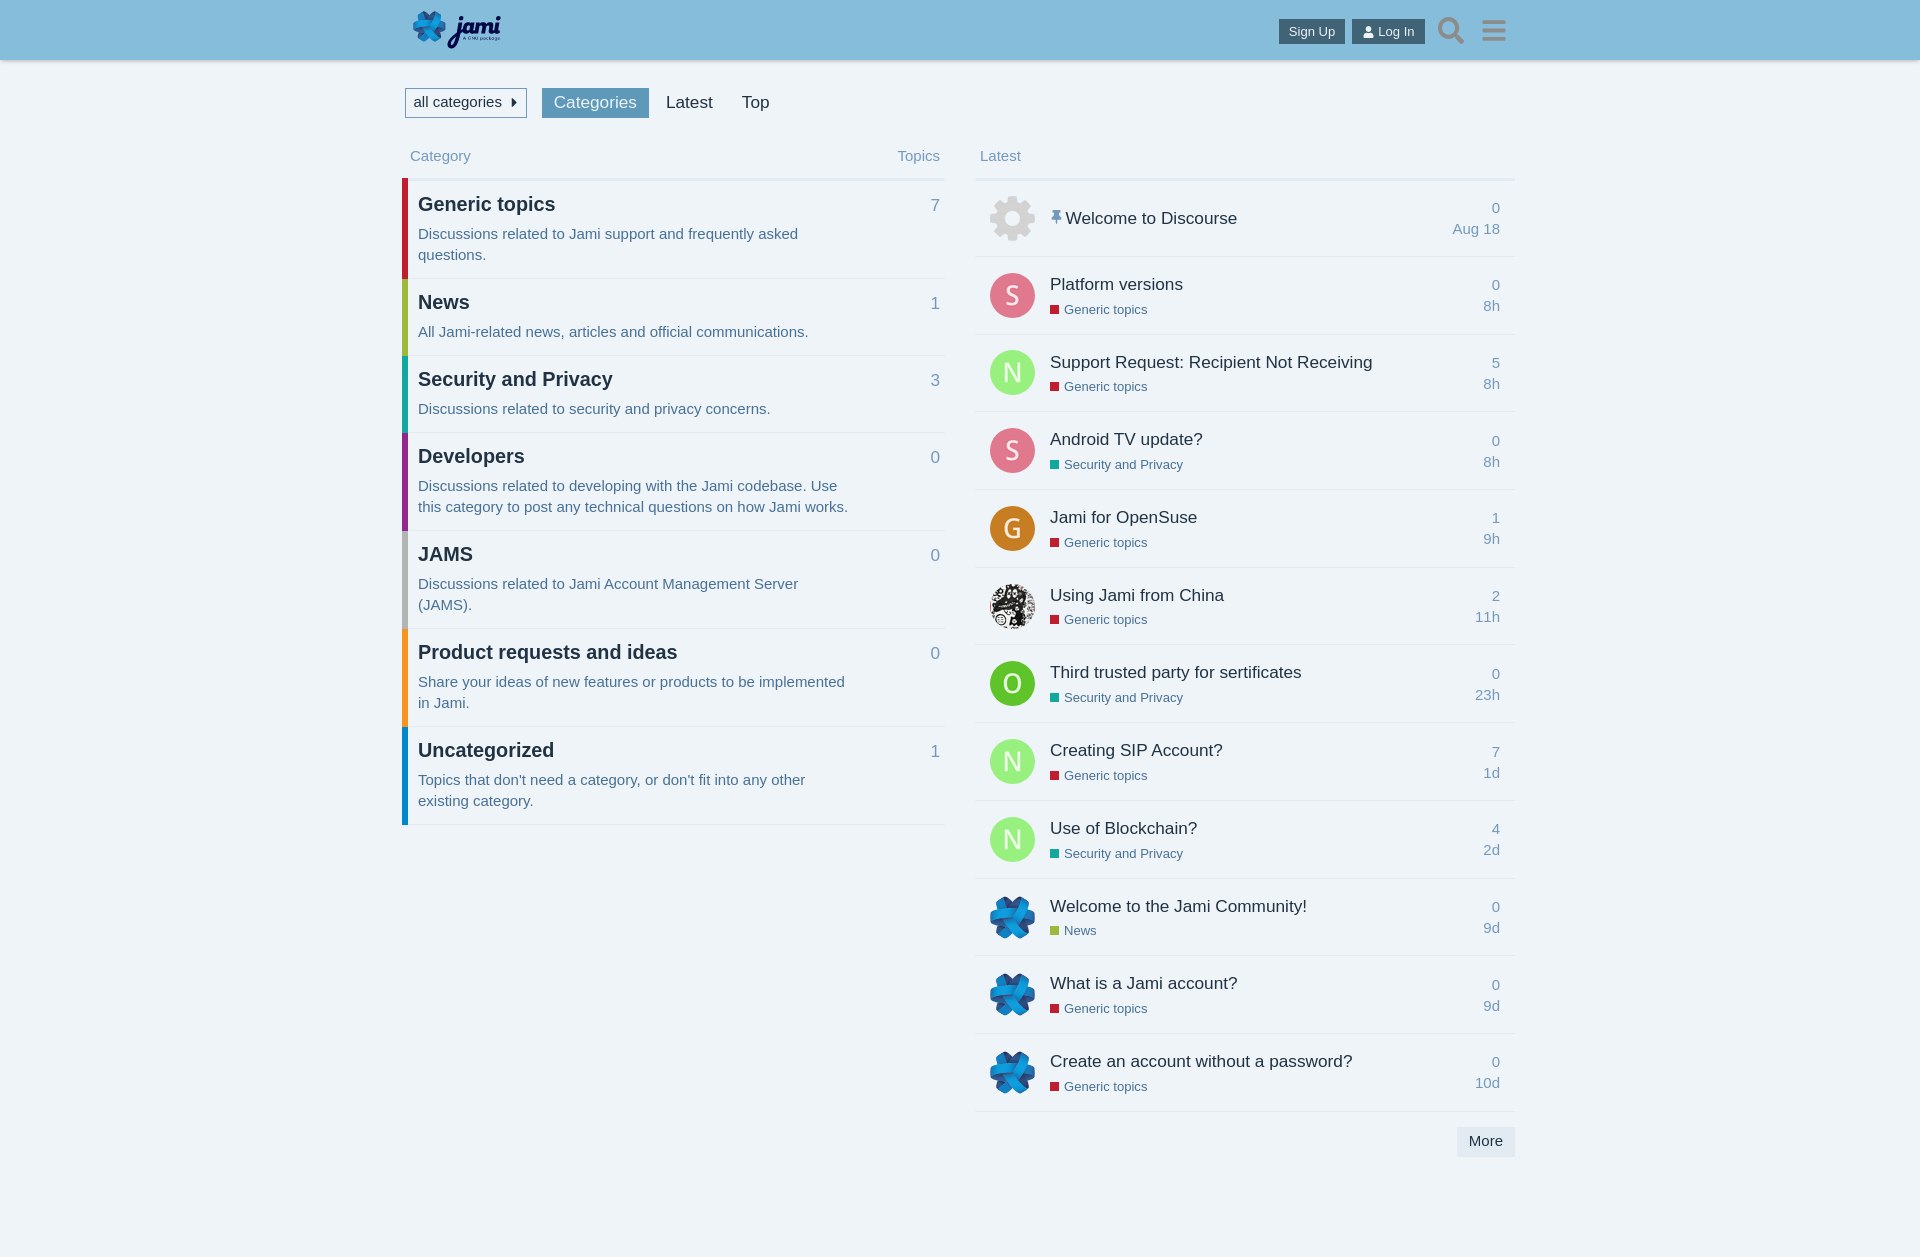 jami
A GNU package
Sign Up
Log In
all categories
Categories
Latest
Top
Category
Topics
Generic topics
7
Discussions related to Jami support and frequently asked
questions.
News
1
All Jami-related news, articles and official communications.
Security and Privacy
3
Discussions related to security and privacy concerns.
Developers
0
Discussions related to developing with the Jami codebase. Use
this category to post any technical questions on how Jami works.
JAMS
0
Discussions related to Jami Account Management Server
(JAMS).
Product requests and ideas
0
Share your ideas of new features or products to be implemented
in Jami.
Uncategorized
1
Topics that don't need a category, or don't fit into any other
existing category.
Latest
Welcome to Discourse
0
Aug 18
S
Platform versions
Generic topics
0
8h
N
Support Request: Recipient Not Receiving
Generic topics
5
8h
S
Android TV update?
Security and Privacy
0
8h
G
Jami for OpenSuse
Generic topics
1
9h
Using Jami from China
Generic topics
2
11h
O
Third trusted party for sertificates
Security and Privacy
0
23h
N
Creating SIP Account?
Generic topics
7
1d
N
Use of Blockchain?
Security and Privacy
4
2d
Welcome to the Jami Community!
News
0
9d
What is a Jami account?
Generic topics
0
9d
Create an account without a password?
Generic topics
0
10d
More